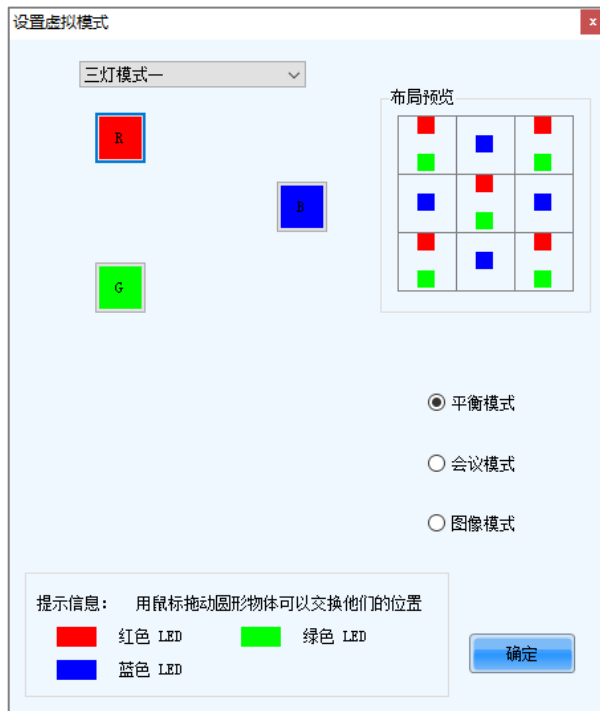 设置虚拟模式
x
三灯模式一
布局预览
R
B
G
平衡模式
会议模式
图像模式
提示信息： 用鼠标拖动圆形物体可以交换他们的位置
红色 LED 绿色 LED
蓝色 LED
确定